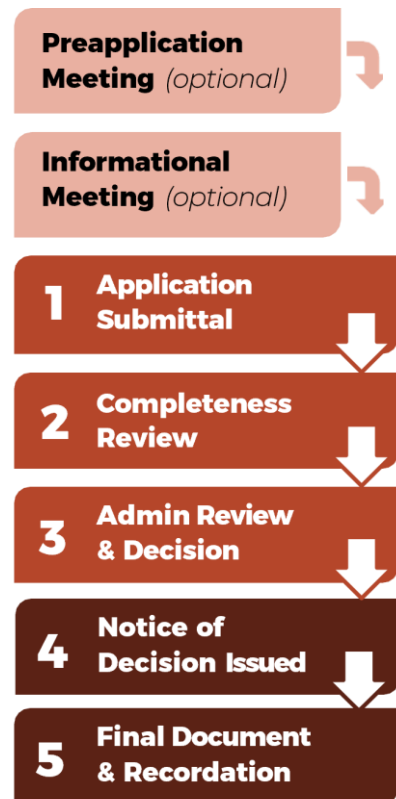 Preapplication
Meeting (optional)
Informational
Meeting (optional)
1
Application
Submittal
2
Completeness
Review
3
Admin Review
& Decision
4
Notice of
Decision Issued
5
Final Document
& Recordation